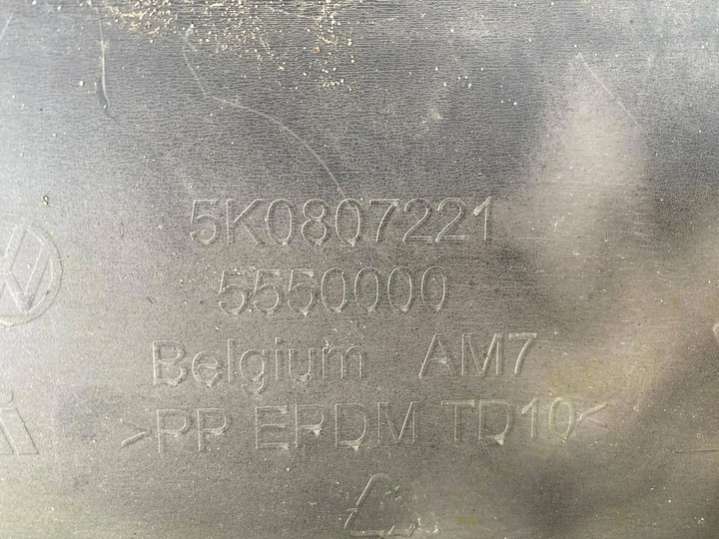 5K0807221
5550000
Belgium AM7
>PP EPDM TD10<